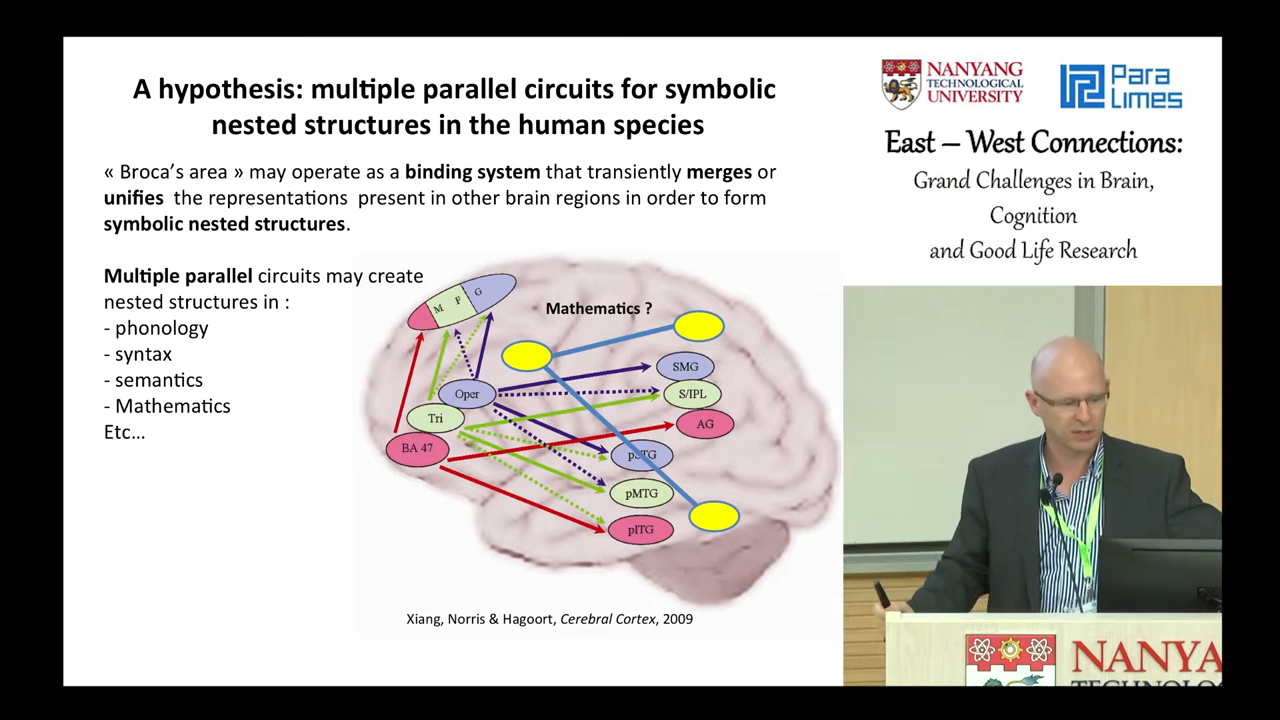 A hypothesis: multiple parallel circuits for symbolic
nested structures in the human species
« Broca's area » may operate as a binding system that transiently merges or
unifies the representations present in other brain regions in order to form
symbolic nested structures.
Multiple parallel circuits may create
nested structures in :
- phonology
- syntax
- semantics
- Mathematics
Etc...
M F G
Mathematics ?
SMG
Oper
S/IPL
Tri
AG
BA 47
pSTG
pMTG
pITG
Xiang, Norris & Hagoort, Cerebral Cortex, 2009
NANYANG
TECHNOLOGICAL
UNIVERSITY
Para
Limes
East – West Connections:
Grand Challenges in Brain,
Cognition
and Good Life Research
NANYA
TECHNOLO